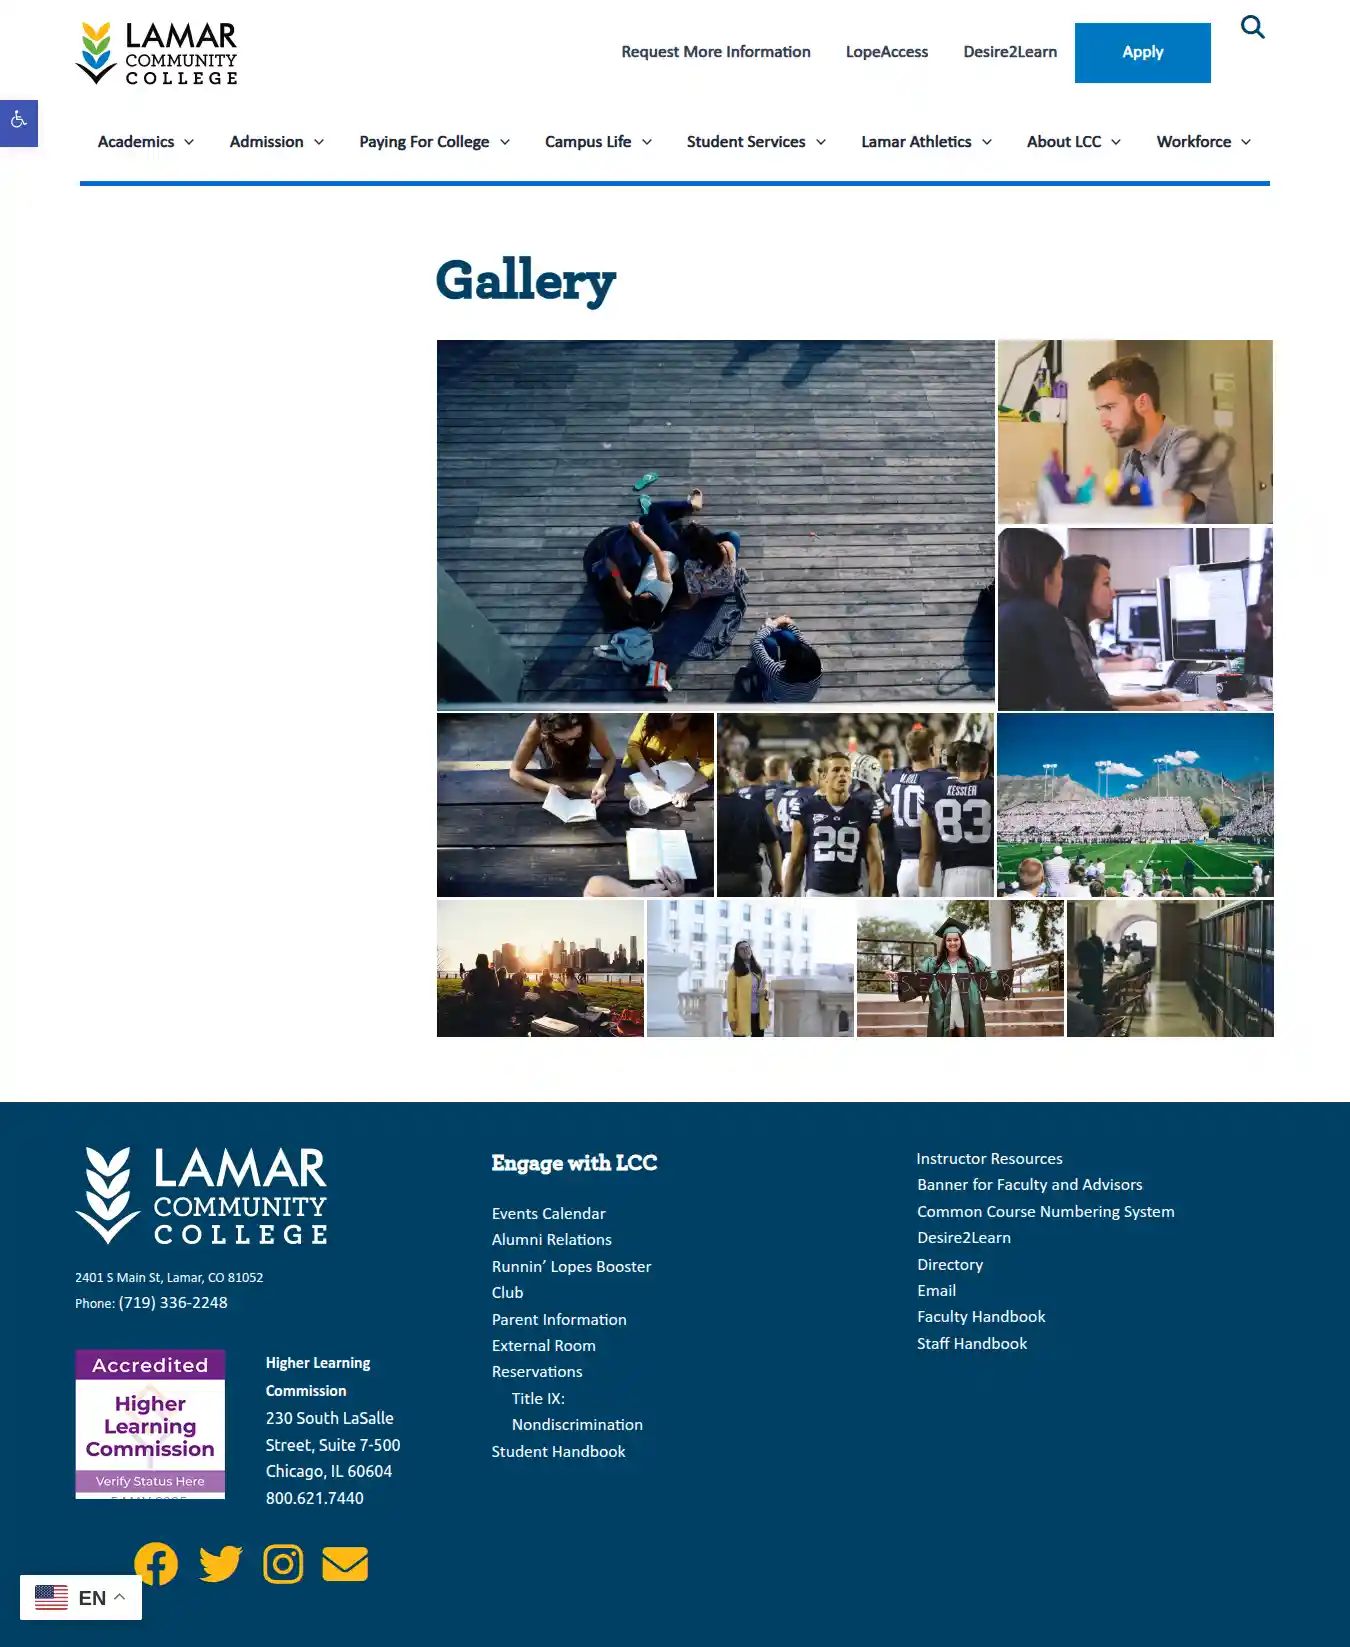 LAMAR
COMMUNITY
COLLEGE
Request More Information
LopeAccess
Desire2Learn
Apply
Academics
Admission
Paying For College
Campus Life
Student Services
Lamar Athletics
About LCC
Workforce
Gallery
29
10
KESSLER
83
SENIOR
LAMAR
COMMUNITY
COLLEGE
2401 S Main St, Lamar, CO 81052
Phone: (719) 336-2248
Accredited
Higher
Learning
Commission
Verify Status Here
Higher Learning
Commission
230 South LaSalle
Street, Suite 7-500
Chicago, IL 60604
800.621.7440
Engage with LCC
Events Calendar
Alumni Relations
Runnin’ Lopes Booster
Club
Parent Information
External Room
Reservations
Title IX:
Nondiscrimination
Student Handbook
Instructor Resources
Banner for Faculty and Advisors
Common Course Numbering System
Desire2Learn
Directory
Email
Faculty Handbook
Staff Handbook
EN